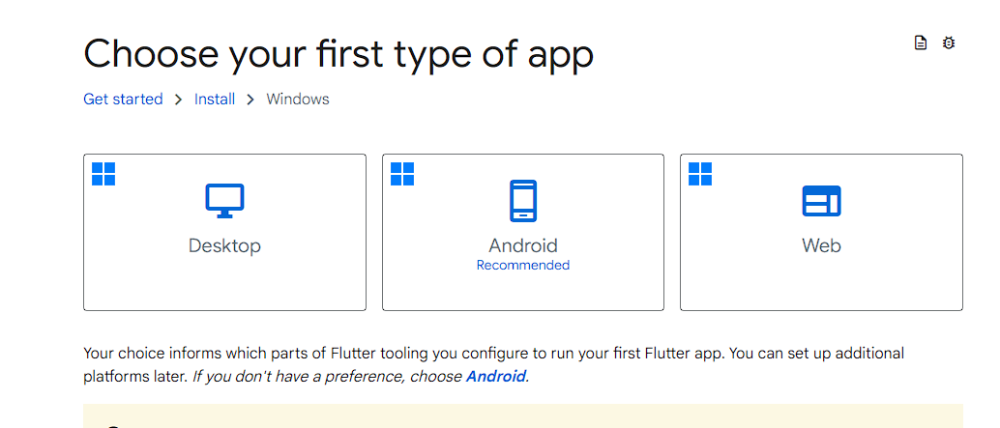 Choose your first type of app
Get started > Install > Windows
Desktop
Android
Recommended
Web
Your choice informs which parts of Flutter tooling you configure to run your first Flutter app. You can set up additional
platforms later. If you don't have a preference, choose Android.